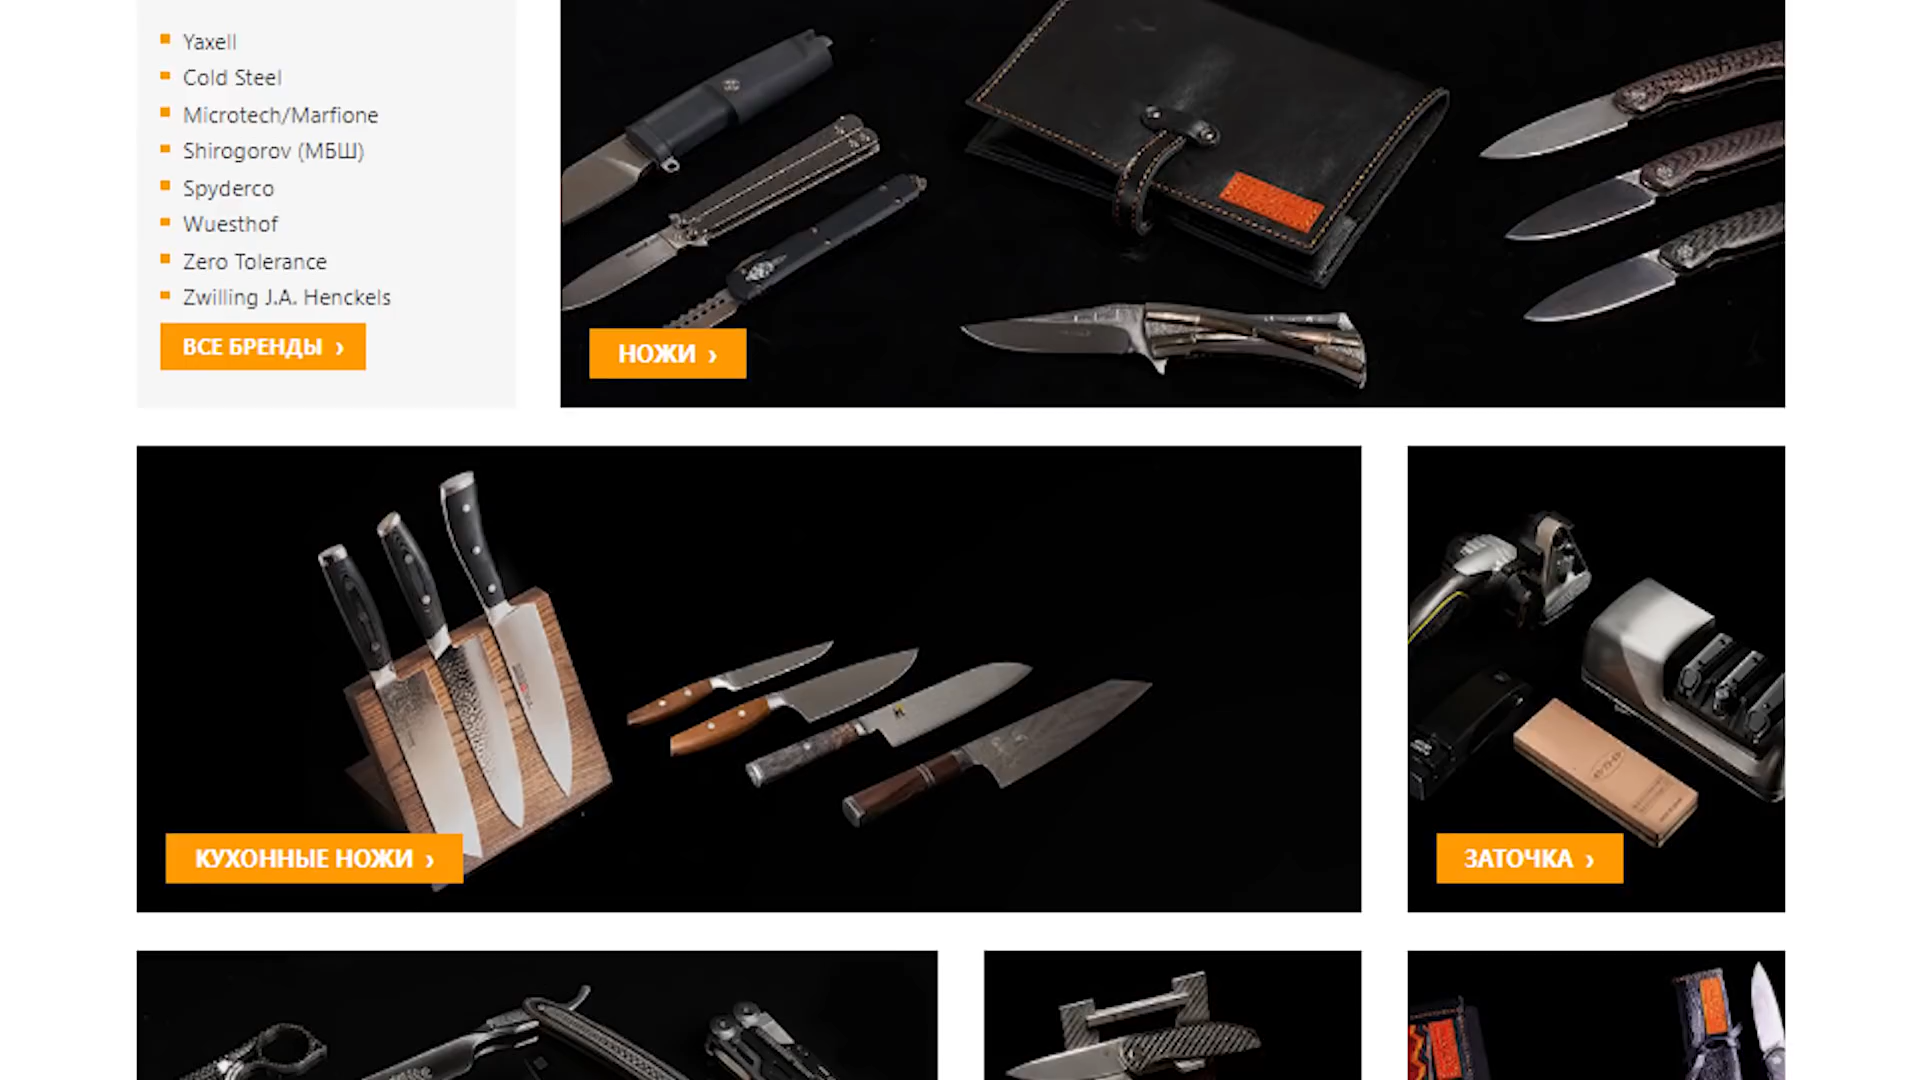 Yaxell
Cold Steel
Microtech/Marfione
Shirogorov (МБШ)
Spyderco
Wuesthof
Zero Tolerance
Zwilling J.A. Henckels
ВСЕ БРЕНДЫ ›
НОЖИ ›
КУХОННЫЕ НОЖИ ›
ЗАТОЧКА ›